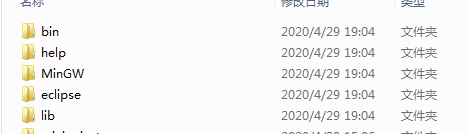 名称 修改日期 类型
bin 2020/4/29 19:04 文件夹
help 2020/4/29 19:04 文件夹
MinGW 2020/4/29 19:04 文件夹
eclipse 2020/4/29 19:04 文件夹
lib 2020/4/29 19:04 文件夹